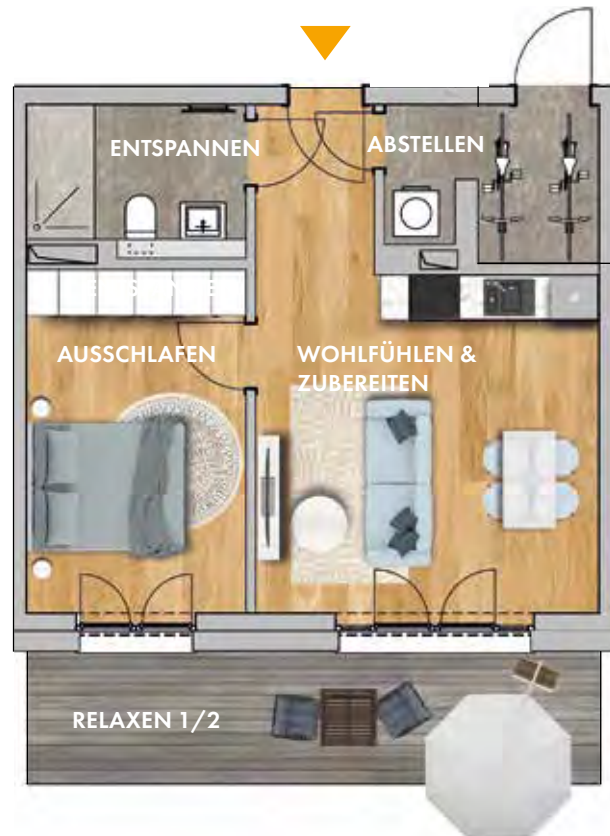 ENTSPANNEN
ABSTELLEN
AUSSCHLAFEN
WOHLFÜHLEN &
ZUBEREITEN
RELAXEN 1/2